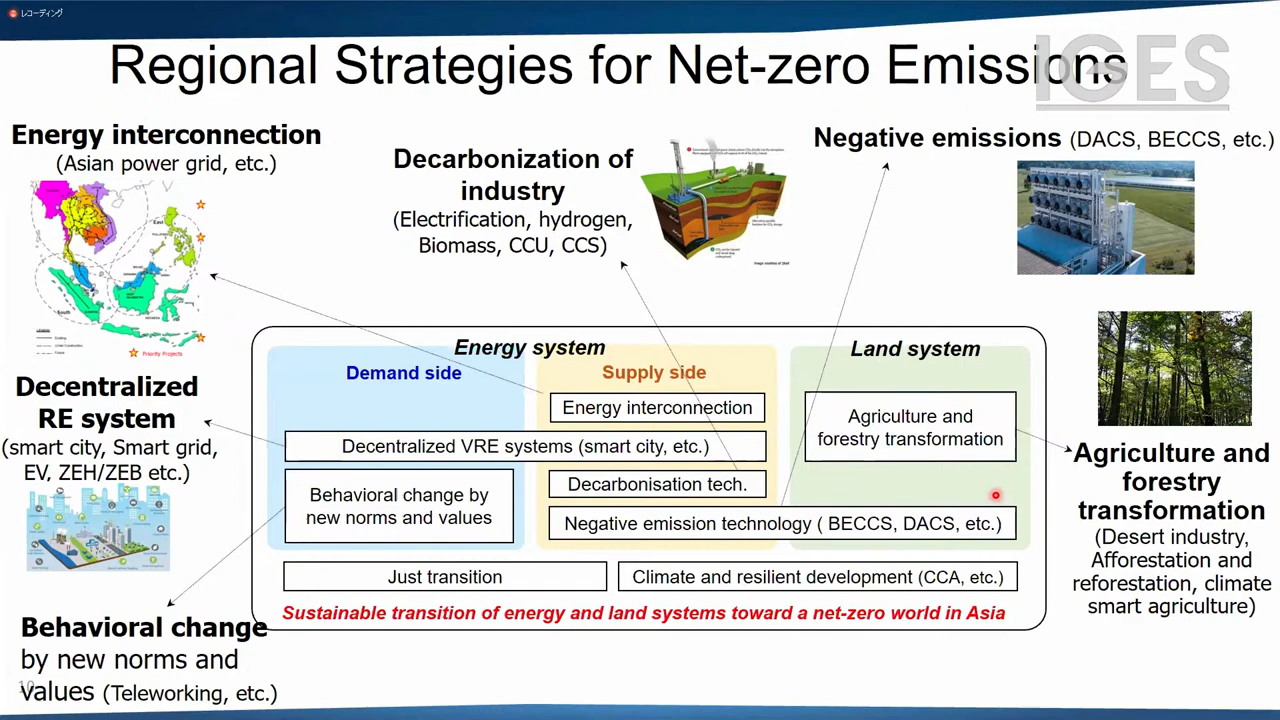 レコーディング
Regional Strategies for Net-zero Emissions
IGES
Energy interconnection
(Asian power grid, etc.)
East
South
Priority Projects
Decarbonization of
industry
(Electrification, hydrogen,
Biomass, CCU, CCS)
Negative emissions (DACS, BECCS, etc.)
Decentralized
RE system
(smart city, Smart grid,
EV, ZEH/ZEB etc.)
Behavioral change
by new norms and
values (Teleworking, etc.)
Energy system
Demand side
Supply side
Land system
Energy interconnection
Decentralized VRE systems (smart city, etc.)
Behavioral change by
new norms and values
Decarbonisation tech.
Negative emission technology ( BECCS, DACS, etc.)
Agriculture and
forestry transformation
Just transition
Climate and resilient development (CCA, etc.)
Sustainable transition of energy and land systems toward a net-zero world in Asia
Agriculture and
forestry
transformation
(Desert industry,
Afforestation and
reforestation, climate
smart agriculture)